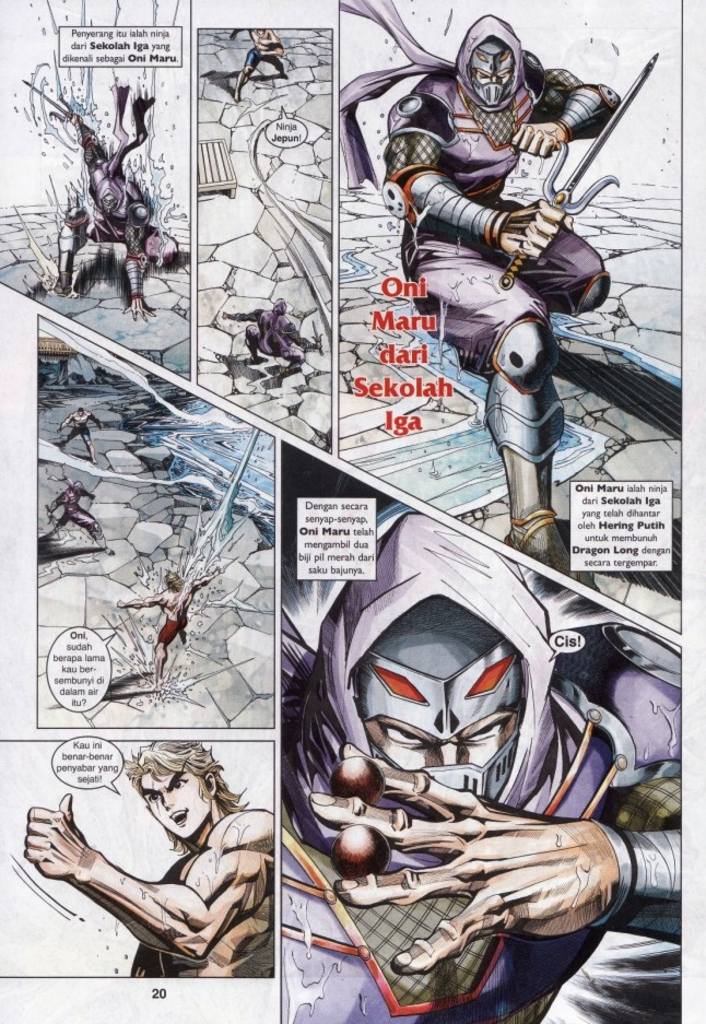 Penyerang itu ialah ninja
dari Sekolah Iga yang
dikenali sebagai Oni Maru.
Ninja
Jepun!
Oni
Maru
dari
Sekolah
Iga
Oni Maru ialah ninja
dari Sekolah Iga
yang telah dihantar
oleh Hering Putih
untuk membunuh
Dragon Long dengan
secara tergempar.
Oni,
sudah
berapa lama
kau ber-
sembunyi di
dalam air
itu?
Dengan secara
senyap-senyap,
Oni Maru telah
mengambil dua
biji pil merah dari
saku bajunya.
Cis!
Kau ini
benar-benar
penyabar yang
sejati!
20